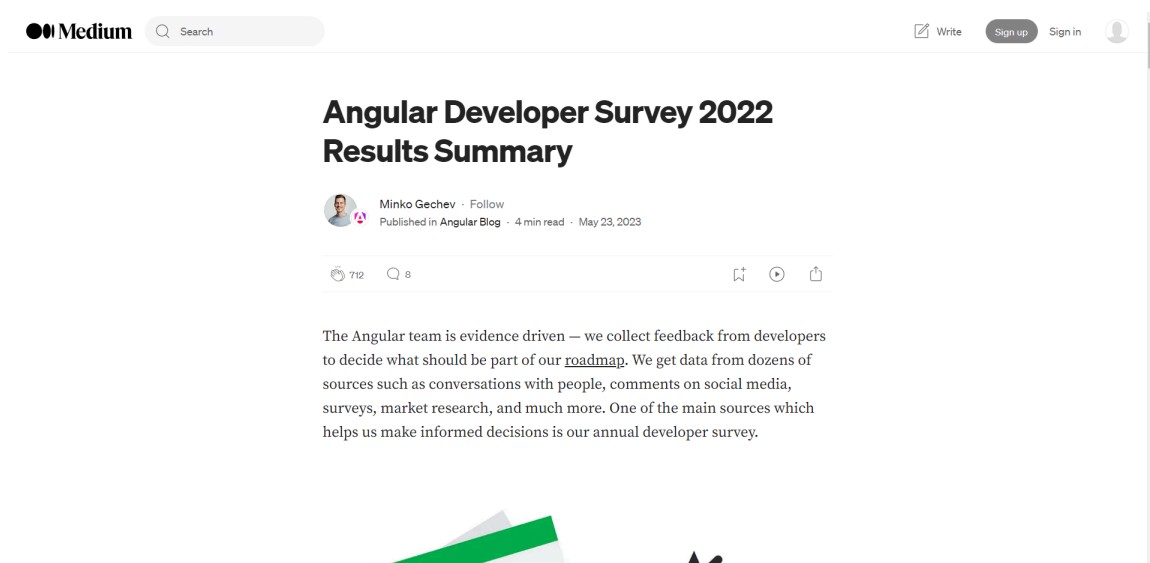 Medium
Search
Write
Sign up
Sign in
Angular Developer Survey 2022
Results Summary
Minko Gechev · Follow
Published in Angular Blog · 4 min read · May 23, 2023
712
8
The Angular team is evidence driven — we collect feedback from developers
to decide what should be part of our roadmap. We get data from dozens of
sources such as conversations with people, comments on social media,
surveys, market research, and much more. One of the main sources which
helps us make informed decisions is our annual developer survey.